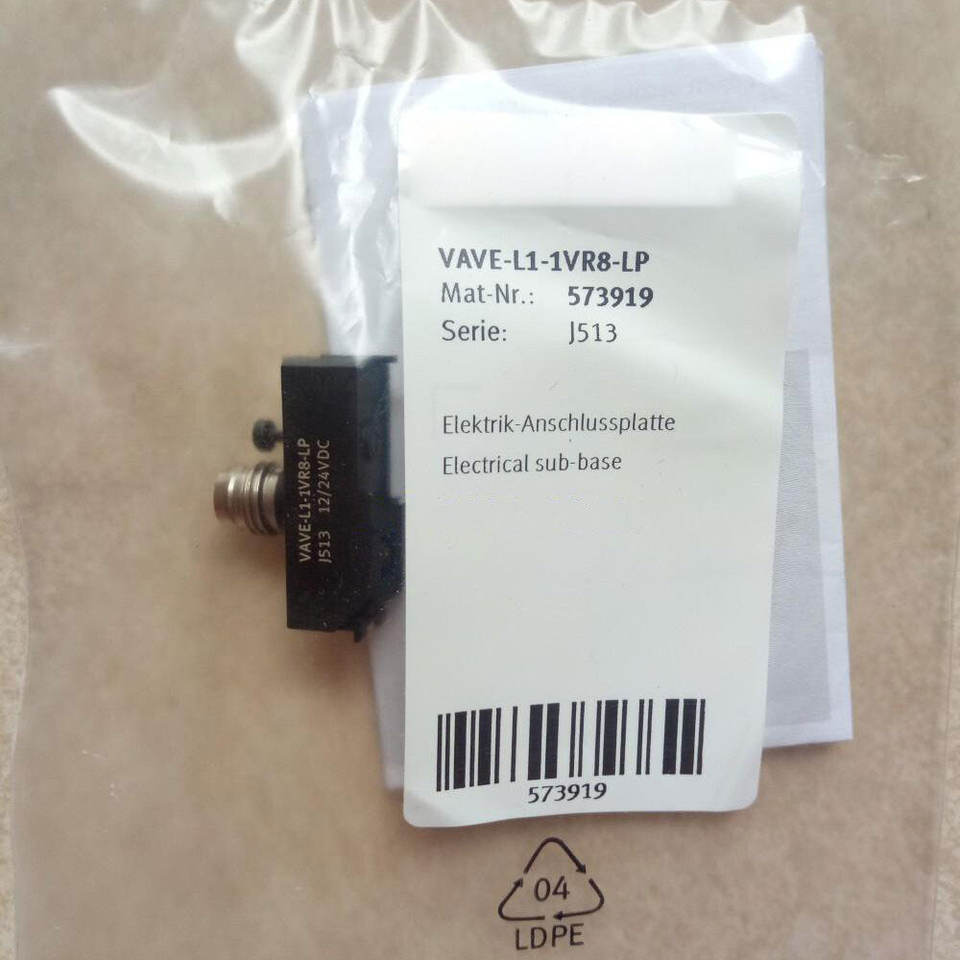 VAVE-L1-1VR8-LP
Mat-Nr.: 573919
Serie: J513
Elektrik-Anschlussplatte
Electrical sub-base
VAVE-L1-1VR8-LP
J513 12/24VDC
573919
04
LDPE